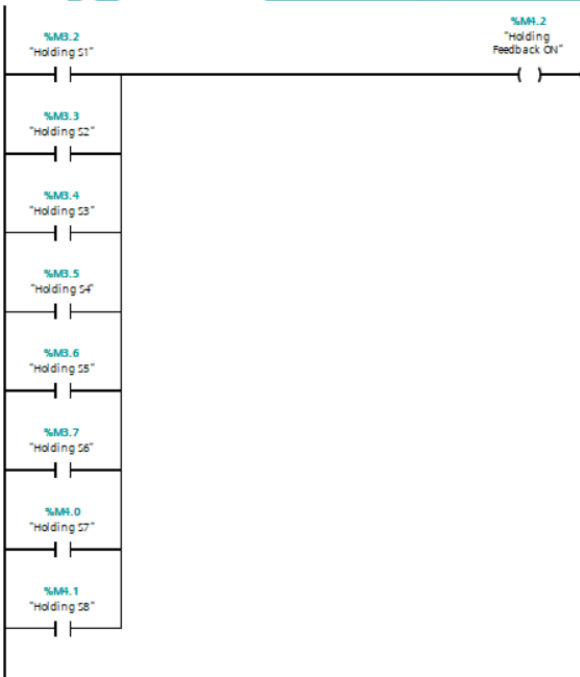 %M3.2
"Holding S1"
%M4.2
"Holding
Feedback ON"
%M3.3
"Holding S2"
%M3.4
"Holding S3"
%M3.5
"Holding S4"
%M3.6
"Holding S5"
%M3.7
"Holding S6"
%M4.0
"Holding S7"
%M4.1
"Holding S8"